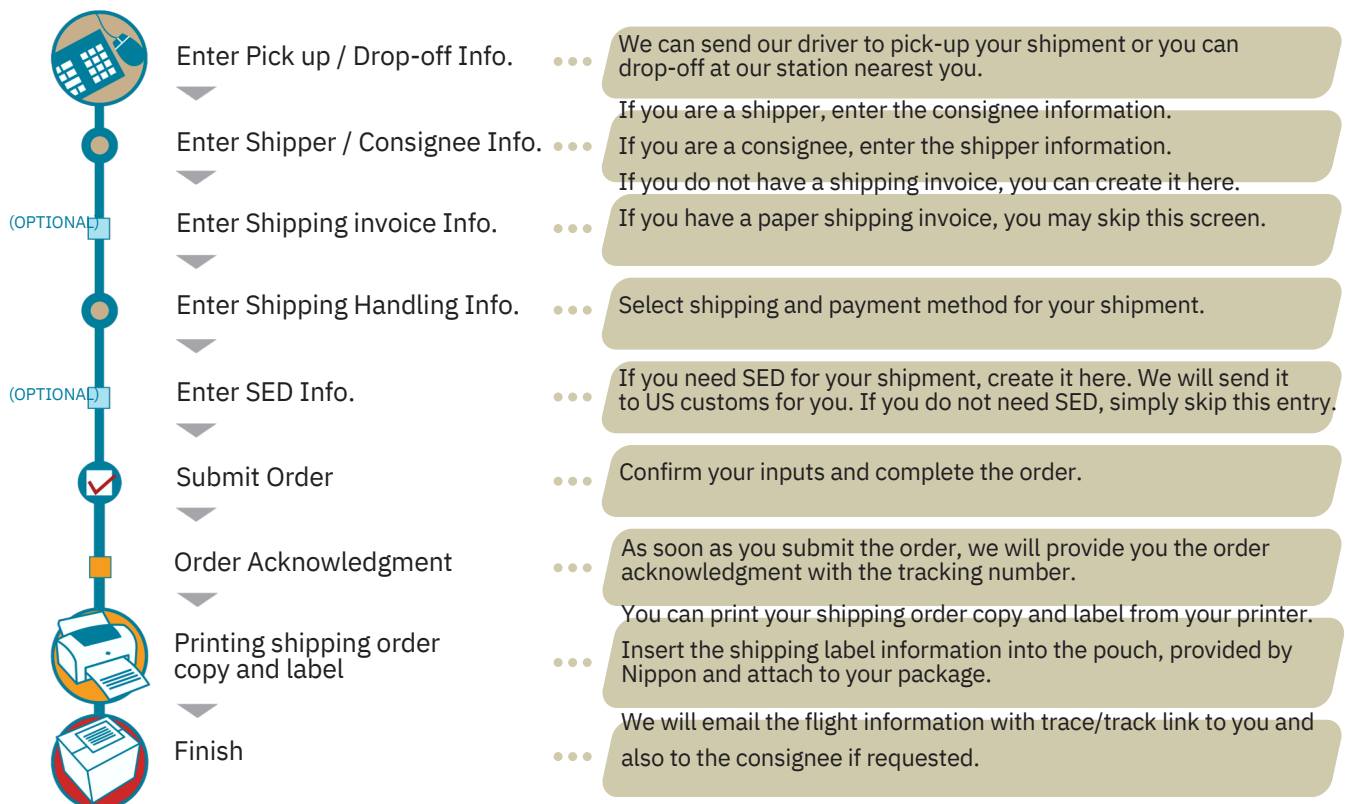 Enter Pick up / Drop-off Info.
We can send our driver to pick-up your shipment or you can
drop-off at our station nearest you.
Enter Shipper / Consignee Info.
If you are a shipper, enter the consignee information.
If you are a consignee, enter the shipper information.
(OPTIONAL)
Enter Shipping invoice Info.
If you do not have a shipping invoice, you can create it here.
If you have a paper shipping invoice, you may skip this screen.
Enter Shipping Handling Info.
Select shipping and payment method for your shipment.
(OPTIONAL)
Enter SED Info.
If you need SED for your shipment, create it here. We will send it
to US customs for you. If you do not need SED, simply skip this entry.
Submit Order
Confirm your inputs and complete the order.
Order Acknowledgment
As soon as you submit the order, we will provide you the order
acknowledgment with the tracking number.
Printing shipping order
copy and label
You can print your shipping order copy and label from your printer.
Insert the shipping label information into the pouch, provided by
Nippon and attach to your package.
Finish
We will email the flight information with trace/track link to you and
also to the consignee if requested.